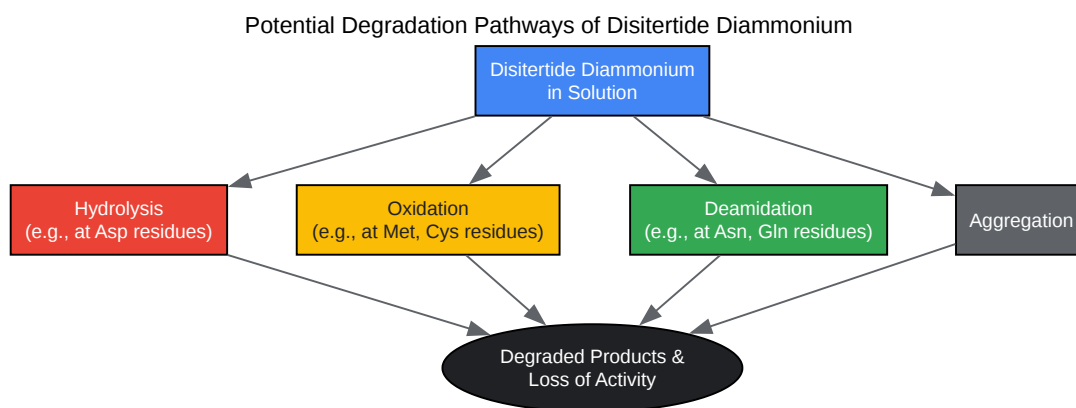 Potential Degradation Pathways of Disitertide Diammonium
Disitertide Diammonium
in Solution
Hydrolysis
(e.g., at Asp residues)
Oxidation
(e.g., at Met, Cys residues)
Deamidation
(e.g., at Asn, Gln residues)
Aggregation
Degraded Products &
Loss of Activity